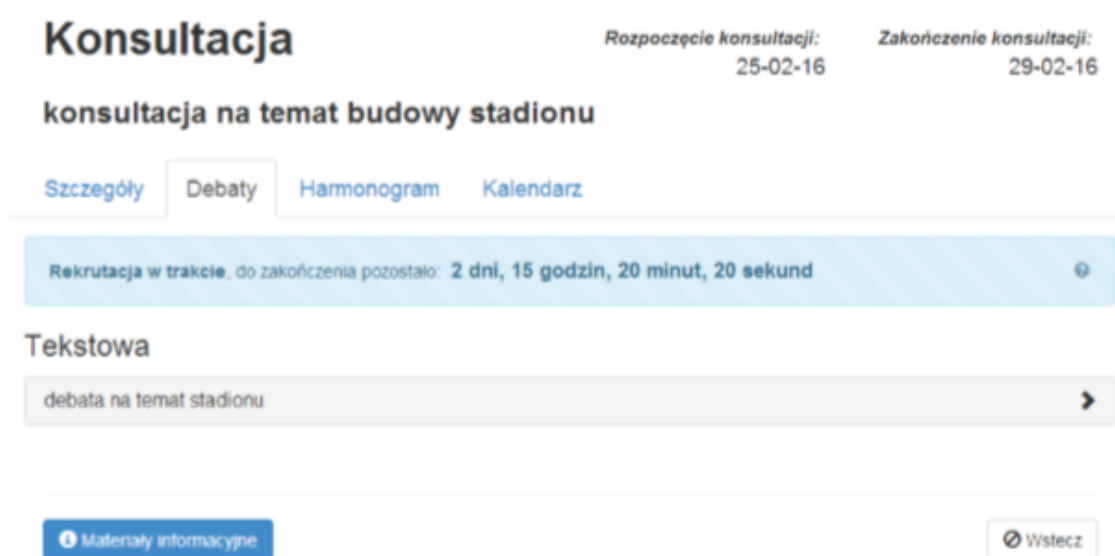 Konsultacja
Rozpoczęcie konsultacji: Zakończenie konsultacji:
25-02-16 29-02-16
konsultacja na temat budowy stadionu
Szczegóły Debaty Harmonogram Kalendarz
Rekrutacja w trakcie, do zakończenia pozostało: 2 dni, 15 godzin, 20 minut, 20 sekund
Tekstowa
debata na temat stadionu
Materiały informacyjne Wstecz